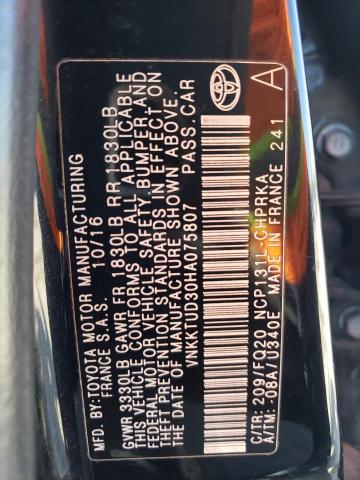 MFD. BY:TOYOTA MOTOR MANUFACTURING
FRANCE S.A.S. 10/16
GVWR 3330LB GAWR FR 1830LB RR 1830LB
THIS VEHICLE CONFORMS TO ALL APPLICABLE
FEDERAL MOTOR VEHICLE SAFETY, BUMPER, AND
THEFT PREVENTION STANDARDS IN EFFECT ON
THE DATE OF MANUFACTURE SHOWN ABOVE.
VNKKTUD30HA075807 PASS. CAR
C/TR: 209/FQ20 NCP131L-CHPRKA
A/TM: -08A/U340E MADE IN FRANCE 241
A